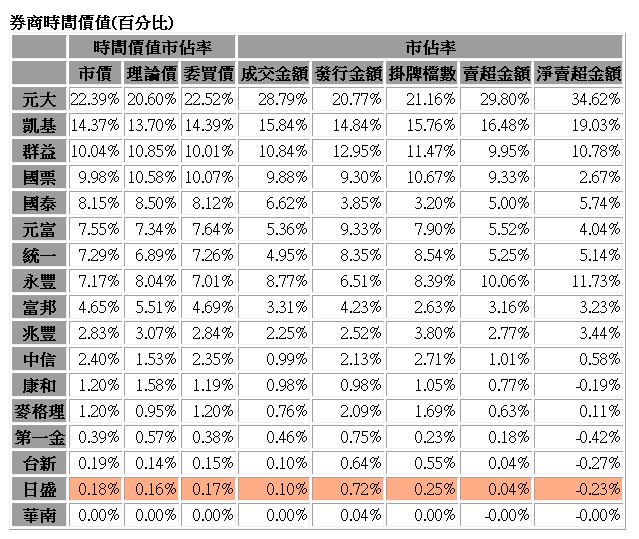 券商時間價值(百分比)
時間價值市佔率 市佔率
市價 理論價 委買價 成交金額 發行金額 掛牌檔數 賣超金額 淨賣超金額
元大 22.39% 20.60% 22.52% 28.79% 20.77% 21.16% 29.80% 34.62%
凱基 14.37% 13.70% 14.39% 15.84% 14.84% 15.76% 16.48% 19.03%
群益 10.04% 10.85% 10.01% 10.84% 12.95% 11.47% 9.95% 10.78%
國票 9.98% 10.58% 10.07% 9.88% 9.30% 10.67% 9.33% 2.67%
國泰 8.15% 8.50% 8.12% 6.62% 3.85% 3.20% 5.00% 5.74%
元富 7.55% 7.34% 7.64% 5.36% 9.33% 7.90% 5.52% 4.04%
統一 7.29% 6.89% 7.26% 4.95% 8.35% 8.54% 5.25% 5.14%
永豐 7.17% 8.04% 7.01% 8.77% 6.51% 8.39% 10.06% 11.73%
富邦 4.65% 5.51% 4.69% 3.31% 4.23% 2.63% 3.16% 3.23%
兆豐 2.83% 3.07% 2.84% 2.25% 2.52% 3.80% 2.77% 3.44%
中信 2.40% 1.53% 2.35% 0.99% 2.13% 2.71% 1.01% 0.58%
康和 1.20% 1.58% 1.19% 0.98% 0.98% 1.05% 0.77% -0.19%
麥格理 1.20% 0.95% 1.20% 0.76% 2.09% 1.69% 0.63% 0.11%
第一金 0.39% 0.57% 0.38% 0.46% 0.75% 0.23% 0.18% -0.42%
台新 0.19% 0.14% 0.15% 0.10% 0.64% 0.55% 0.04% -0.27%
日盛 0.18% 0.16% 0.17% 0.10% 0.72% 0.25% 0.04% -0.23%
華南 0.00% 0.00% 0.00% 0.00% 0.04% 0.00% -0.00% -0.00%